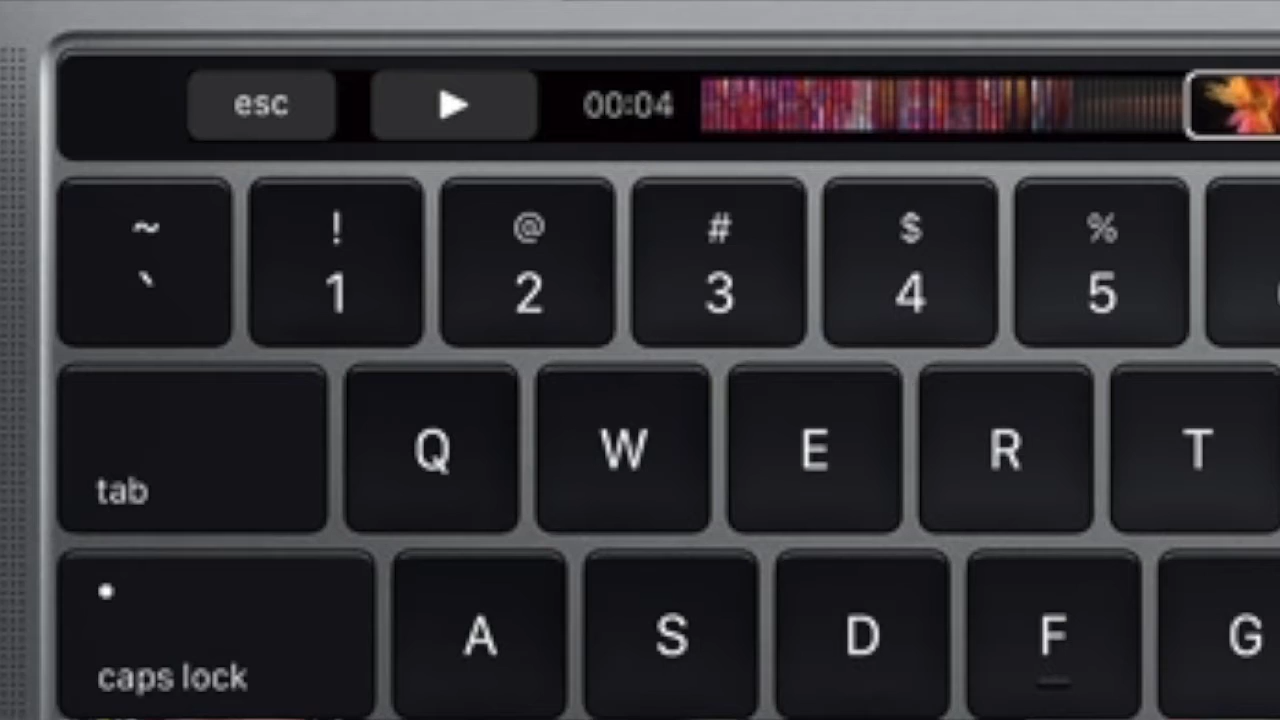 esc 00:04
~ ! @ # $ %
` 1 2 3 4 5
Q W E R T
tab
A S D F G
caps lock